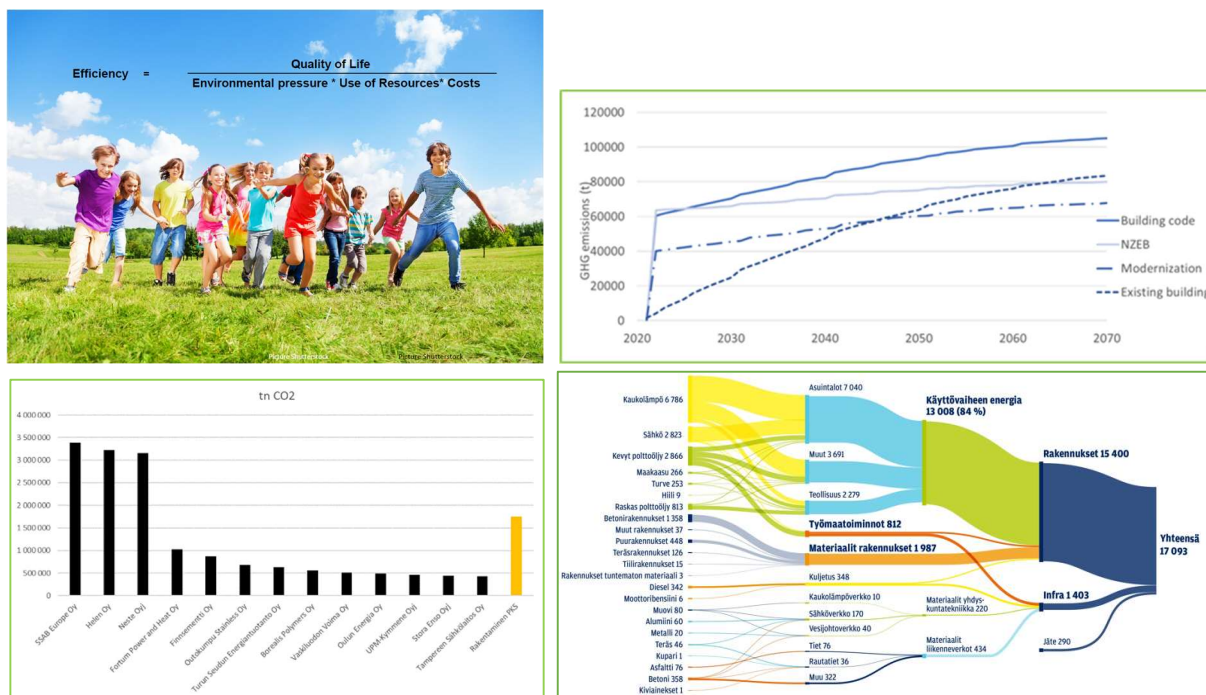 Efficiency = Quality of Life
Environmental pressure * Use of Resources* Costs
Picture Shutterstock
Picture Shutterstock
120000
100000
80000
60000
40000
20000
0
GHG emissions (t)
2020 2030 2040 2050 2060 2070
Building code
NZEB
Modernization
Existing building
tn CO2
4 000 000
3 500 000
3 000 000
2 500 000
2 000 000
1 500 000
1 000 000
500 000
0
SSAB Europe Oy
Helen Oy
Neste Oyj
Fortum Power and Heat Oy
Finnsementti Oy
Outokumpu Stainless Oy
Turun Seudun Energiantuotanto Oy
Borealis Polymers Oy
Vaskiluodon Voima Oy
Oulun Energia Oy
UPM-Kymmene Oyj
Stora Enso Oyj
Tampereen Sähkölaitos Oy
Rakentaminen PKS
Kaukolämpö 6 786
Sähkö 2 823
Kevyt polttoöljy 2 866
Maakaasu 266
Turve 253
Hiili 9
Raskas polttoöljy 813
Betonirakennukset 1 358
Muut rakennukset 37
Puurakennukset 448
Teräsrakennukset 126
Tiilirakennukset 15
Rakennukset tuntematon materiaali 3
Diesel 342
Moottoribensiini 6
Muovi 80
Alumiini 60
Metalli 20
Teräs 46
Kupari 1
Asfaltti 76
Betoni 358
Kiviainekset 1
Asuintalot 7 040
Muut 3 691
Teollisuus 2 279
Työmaatoiminnot 812
Materiaalit rakennukset 1 987
Kuljetus 348
Kaukolämpöverkko 10
Sähköverkko 170
Vesijohtoverkko 40
Tiet 76
Rautatiet 36
Muu 322
Käyttövaiheen energia
13 008 (84 %)
Materiaalit yhdys-
kuntatekniikka 220
Materiaalit
liikenneverkot 434
Rakennukset 15 400
Infra 1 403
Jäte 290
Yhteensä
17 093